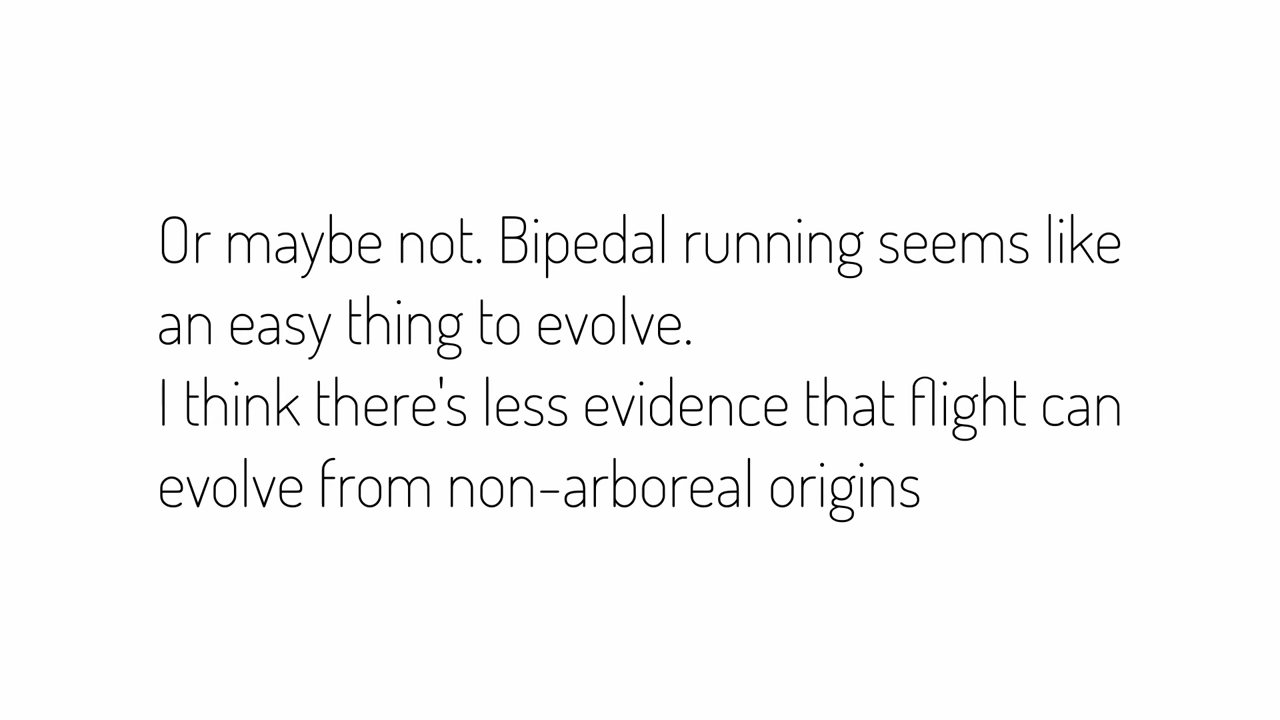 Or maybe not. Bipedal running seems like
an easy thing to evolve.
I think there's less evidence that flight can
evolve from non-arboreal origins